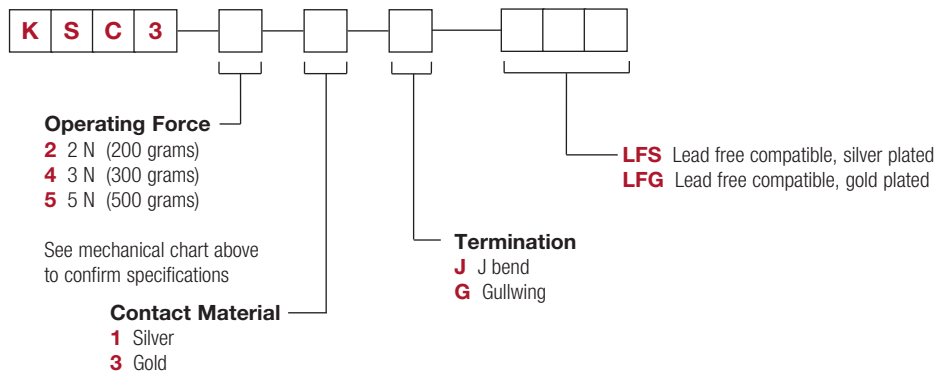 K S C 3
Operating Force
2 2 N (200 grams)
4 3 N (300 grams)
5 5 N (500 grams)
See mechanical chart above
to confirm specifications
Contact Material
1 Silver
3 Gold
Termination
J J bend
G Gullwing
LFS Lead free compatible, silver plated
LFG Lead free compatible, gold plated